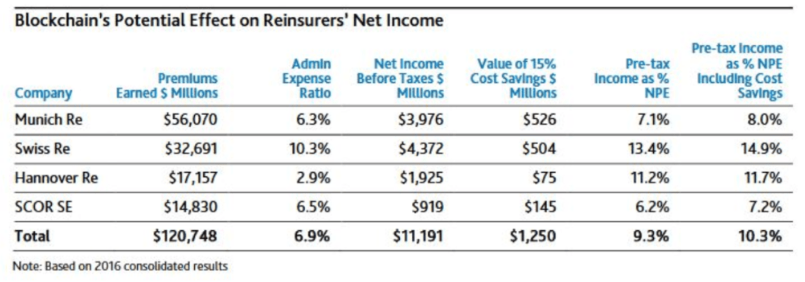 Blockchain's Potential Effect on Reinsurers' Net Income
Company Premiums Earned $ Millions Admin Expense Ratio Net Income Before Taxes $ Millions Value of 15% Cost Savings $ Millions Pre-tax Income as % NPE Pre-tax Income as % NPE Including Cost Savings
Munich Re $56,070 6.3% $3,976 $526 7.1% 8.0%
Swiss Re $32,691 10.3% $4,372 $504 13.4% 14.9%
Hannover Re $17,157 2.9% $1,925 $75 11.2% 11.7%
SCOR SE $14,830 6.5% $919 $145 6.2% 7.2%
Total $120,748 6.9% $11,191 $1,250 9.3% 10.3%
Note: Based on 2016 consolidated results